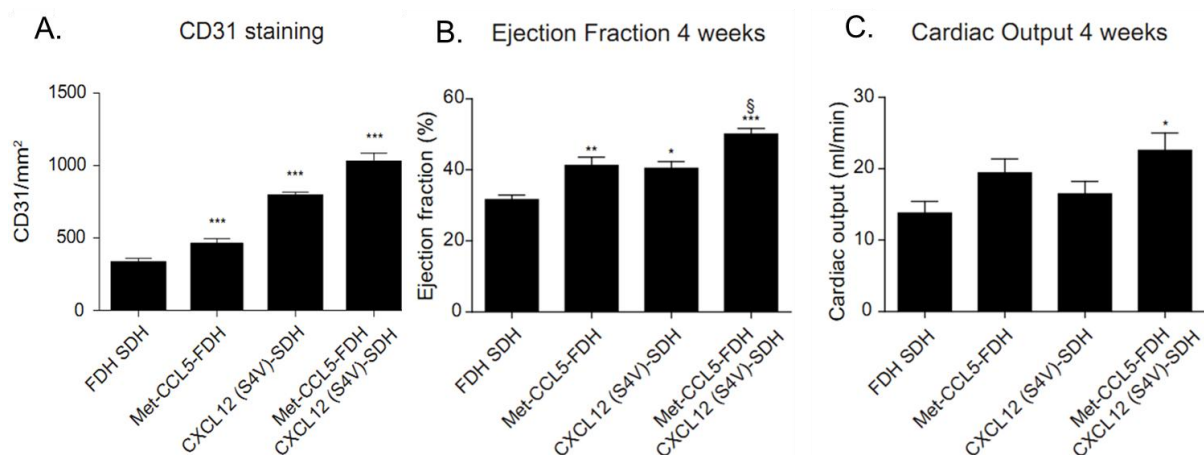 A.
CD31 staining
CD31/mm²
1500
1000
500
0
***
***
***
FDH SDH
Met-CCL5-FDH
CXCL12 (S4V)-SDH
Met-CCL5-FDH
CXCL12 (S4V)-SDH
B.
Ejection Fraction 4 weeks
Ejection fraction (%)
60
40
20
0
**
*
§
***
FDH SDH
Met-CCL5-FDH
CXCL12 (S4V)-SDH
Met-CCL5-FDH
CXCL12 (S4V)-SDH
C.
Cardiac Output 4 weeks
Cardiac output (ml/min)
30
20
10
0
*
FDH SDH
Met-CCL5-FDH
CXCL12 (S4V)-SDH
Met-CCL5-FDH
CXCL12 (S4V)-SDH